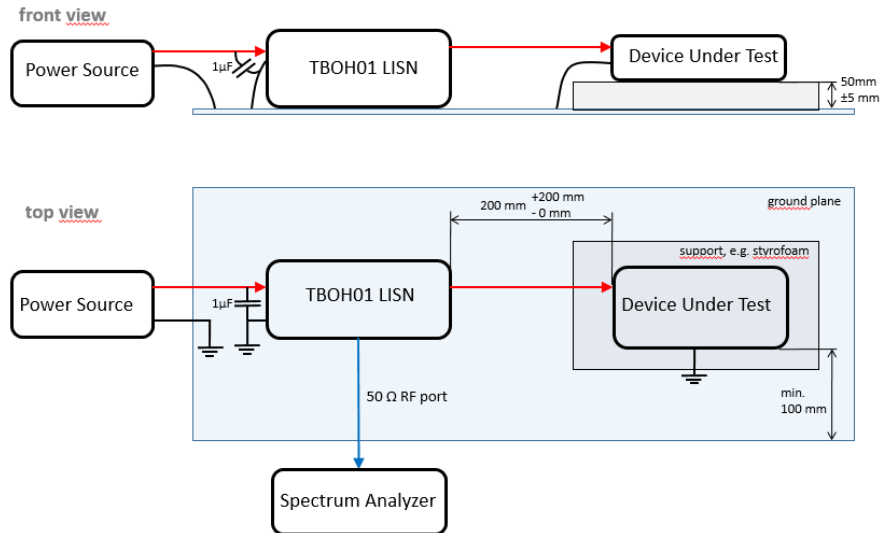 front view
Power Source
1µF
TBOH01 LISN
Device Under Test
50mm
±5 mm
top view
200 mm +200 mm
- 0 mm
ground plane
support, e.g. styrofoam
Power Source
1µF
TBOH01 LISN
Device Under Test
50 Ω RF port
min.
100 mm
Spectrum Analyzer